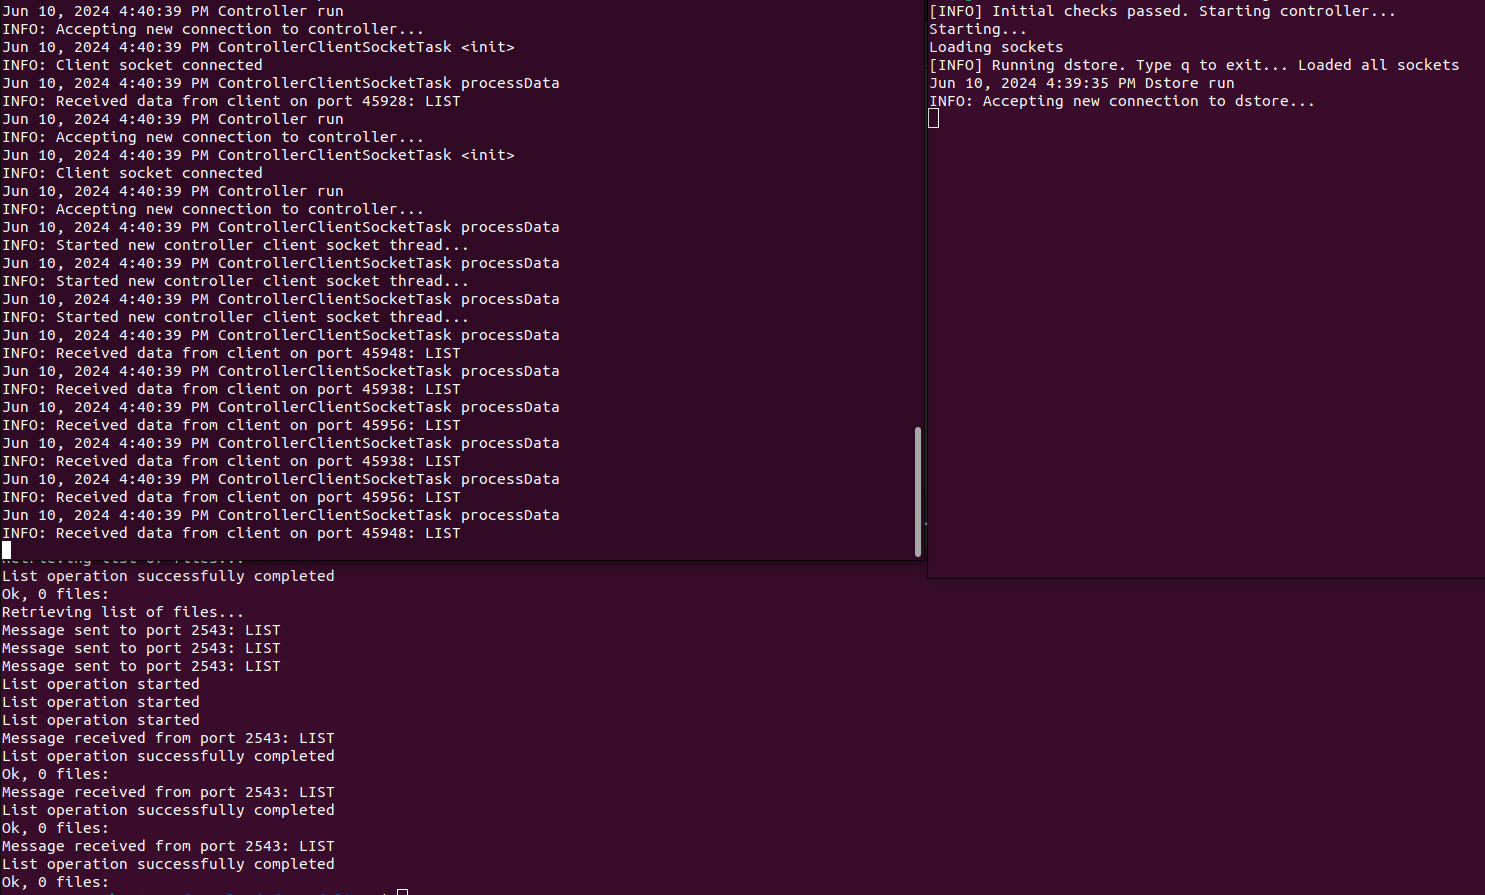 Jun 10, 2024 4:40:39 PM Controller run
INFO: Accepting new connection to controller...
Jun 10, 2024 4:40:39 PM ControllerClientSocketTask <init>
INFO: Client socket connected
Jun 10, 2024 4:40:39 PM ControllerClientSocketTask processData
INFO: Received data from client on port 45928: LIST
Jun 10, 2024 4:40:39 PM Controller run
INFO: Accepting new connection to controller...
Jun 10, 2024 4:40:39 PM ControllerClientSocketTask <init>
INFO: Client socket connected
Jun 10, 2024 4:40:39 PM Controller run
INFO: Accepting new connection to controller...
Jun 10, 2024 4:40:39 PM ControllerClientSocketTask processData
INFO: Started new controller client socket thread...
Jun 10, 2024 4:40:39 PM ControllerClientSocketTask processData
INFO: Started new controller client socket thread...
Jun 10, 2024 4:40:39 PM ControllerClientSocketTask processData
INFO: Started new controller client socket thread...
Jun 10, 2024 4:40:39 PM ControllerClientSocketTask processData
INFO: Received data from client on port 45948: LIST
Jun 10, 2024 4:40:39 PM ControllerClientSocketTask processData
INFO: Received data from client on port 45938: LIST
Jun 10, 2024 4:40:39 PM ControllerClientSocketTask processData
INFO: Received data from client on port 45956: LIST
Jun 10, 2024 4:40:39 PM ControllerClientSocketTask processData
INFO: Received data from client on port 45938: LIST
Jun 10, 2024 4:40:39 PM ControllerClientSocketTask processData
INFO: Received data from client on port 45956: LIST
Jun 10, 2024 4:40:39 PM ControllerClientSocketTask processData
INFO: Received data from client on port 45948: LIST
[INFO] Initial checks passed. Starting controller...
Starting...
Loading sockets
[INFO] Running dstore. Type q to exit... Loaded all sockets
Jun 10, 2024 4:39:35 PM Dstore run
INFO: Accepting new connection to dstore...
Retrieving list of files...
List operation successfully completed
Ok, 0 files:
Retrieving list of files...
Message sent to port 2543: LIST
Message sent to port 2543: LIST
Message sent to port 2543: LIST
List operation started
List operation started
List operation started
Message received from port 2543: LIST
List operation successfully completed
Ok, 0 files:
Message received from port 2543: LIST
List operation successfully completed
Ok, 0 files:
Message received from port 2543: LIST
List operation successfully completed
Ok, 0 files: